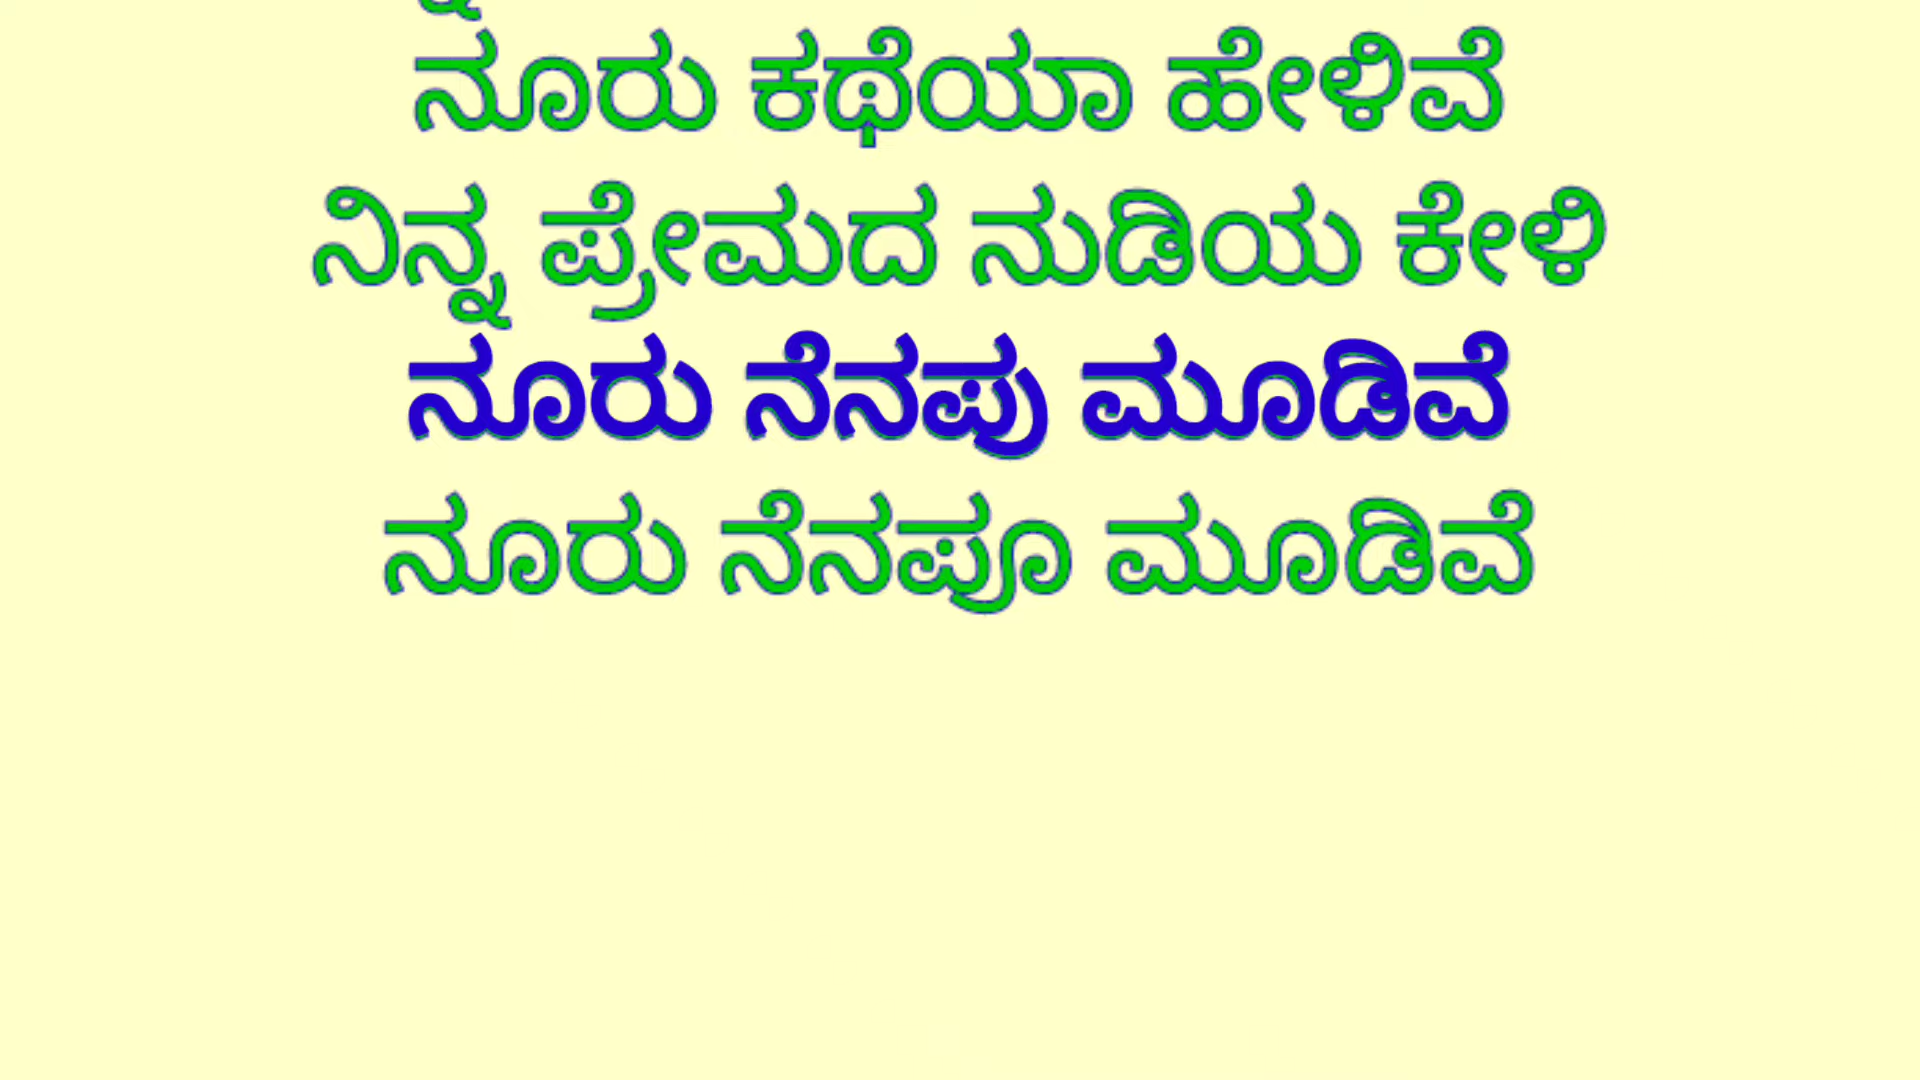 ನೂರು ಕಥೆಯಾ ಹೇಳಿವೆ
ನಿನ್ನ ಪ್ರೇಮದ ನುಡಿಯ ಕೇಳಿ
ನೂರು ನೆನಪು ಮೂಡಿವೆ
ನೂರು ನೆನಪೂ ಮೂಡಿವೆ